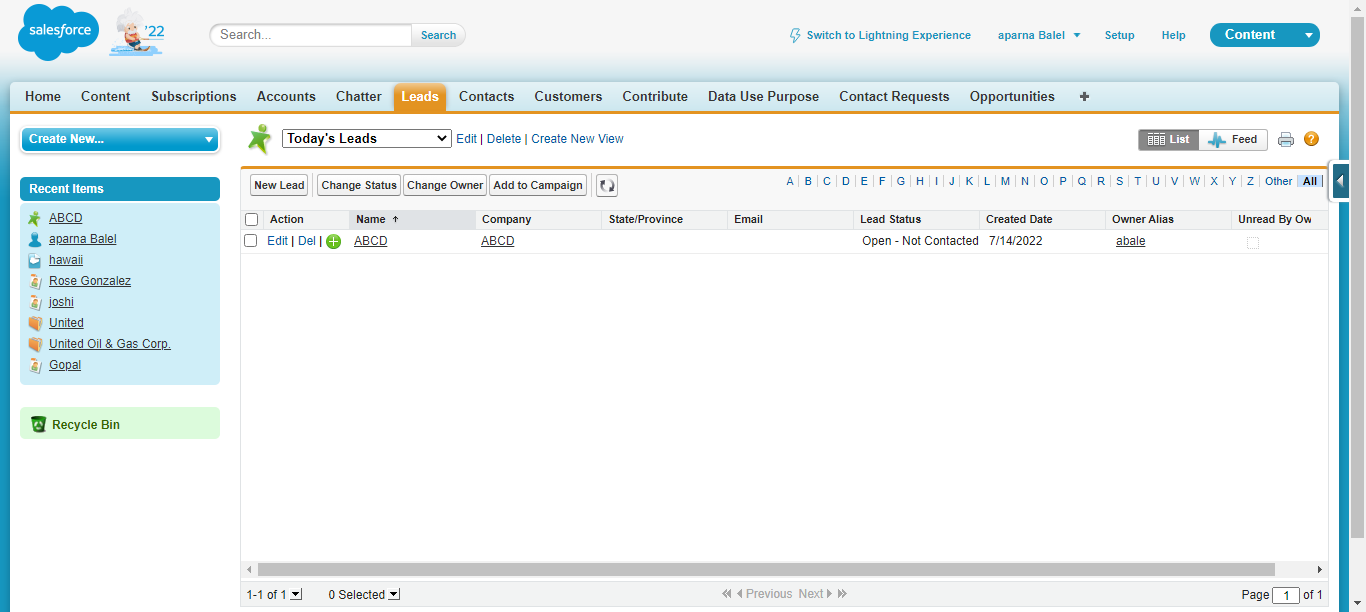 salesforce '22 Search... Search Switch to Lightning Experience aparna Balel Setup Help Content
Home Content Subscriptions Accounts Chatter Leads Contacts Customers Contribute Data Use Purpose Contact Requests Opportunities +
Create New...
Today's Leads Edit | Delete | Create New View List Feed ?
Recent Items
ABCD
aparna Balel
hawaii
Rose Gonzalez
joshi
United
United Oil & Gas Corp.
Gopal
Recycle Bin
New Lead Change Status Change Owner Add to Campaign A | B | C | D | E | F | G | H | I | J | K | L | M | N | O | P | Q | R | S | T | U | V | W | X | Y | Z | Other | All |
Action Name Company State/Province Email Lead Status Created Date Owner Alias Unread By Ow
Edit | Del | ABCD ABCD Open - Not Contacted 7/14/2022 abale
1-1 of 1 0 Selected Previous Next Page 1 of 1